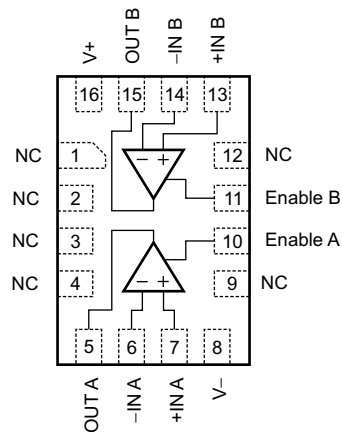 V+
OUT B
−IN B
+IN B
16
15
14
13
NC
1
12
NC
− +
NC
2
11
Enable B
NC
3
10
Enable A
NC
4
9
NC
− +
5
6
7
8
OUT A
−IN A
+IN A
V−